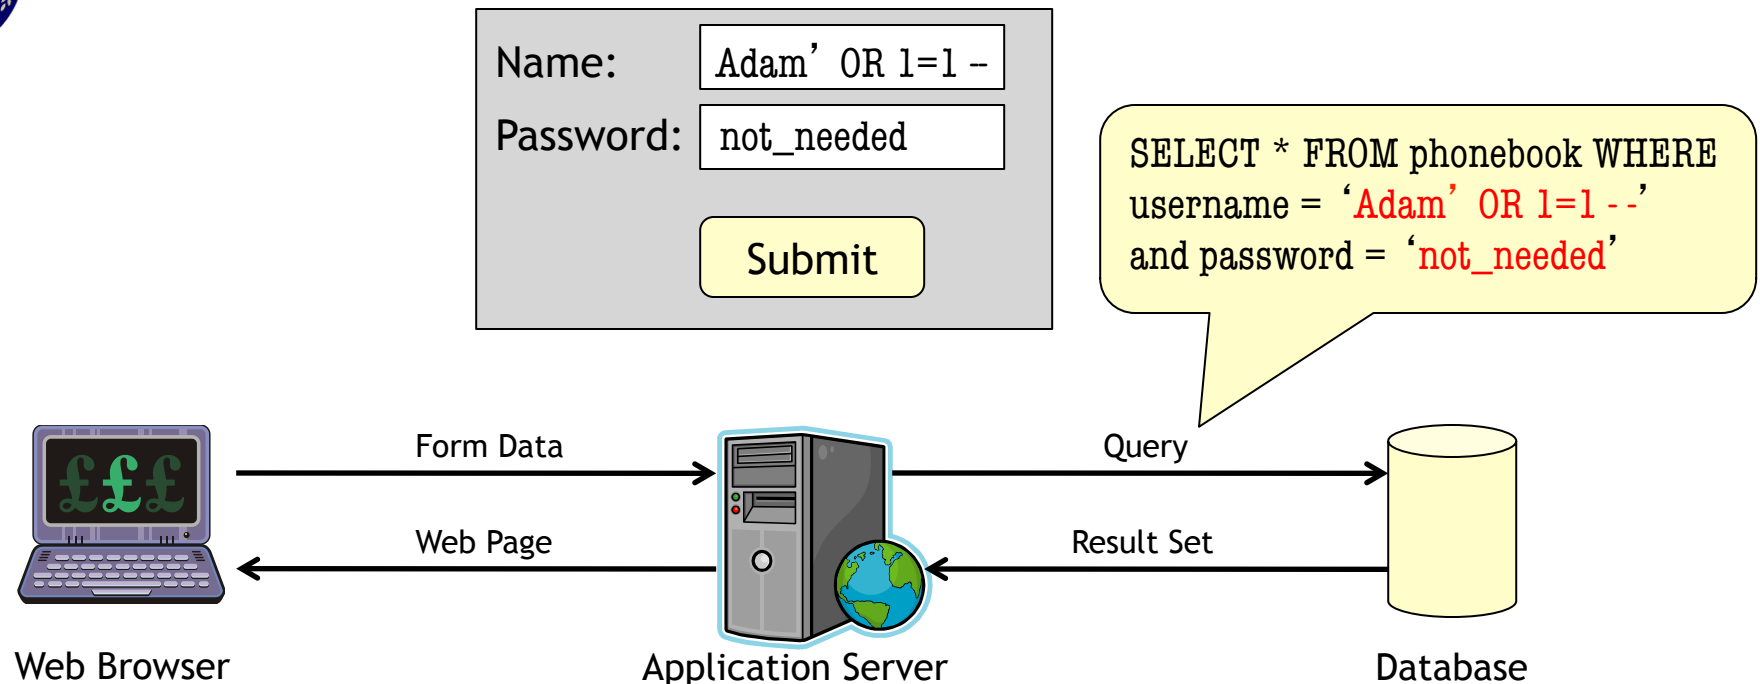 Name:
Adam’ OR 1=1 --
Password:
not_needed
Submit
SELECT * FROM phonebook WHERE
username = ‘Adam’ OR 1=1 --’
and password = ‘not_needed’
£££
Form Data
Query
Web Page
Result Set
Web Browser
Application Server
Database